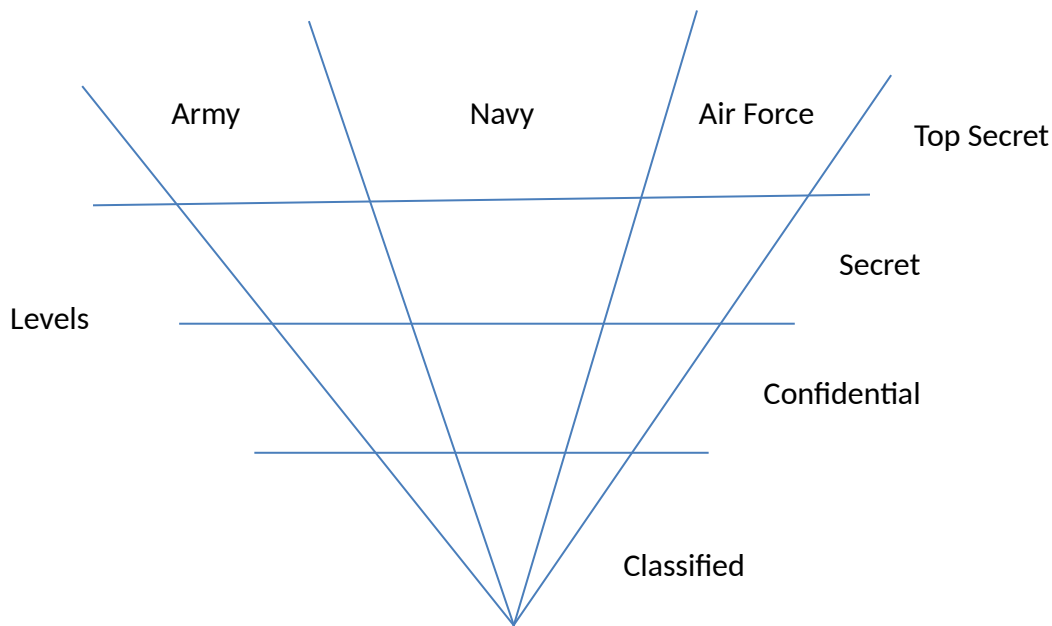 Army
Navy
Air Force
Top Secret
Secret
Levels
Confidential
Classified